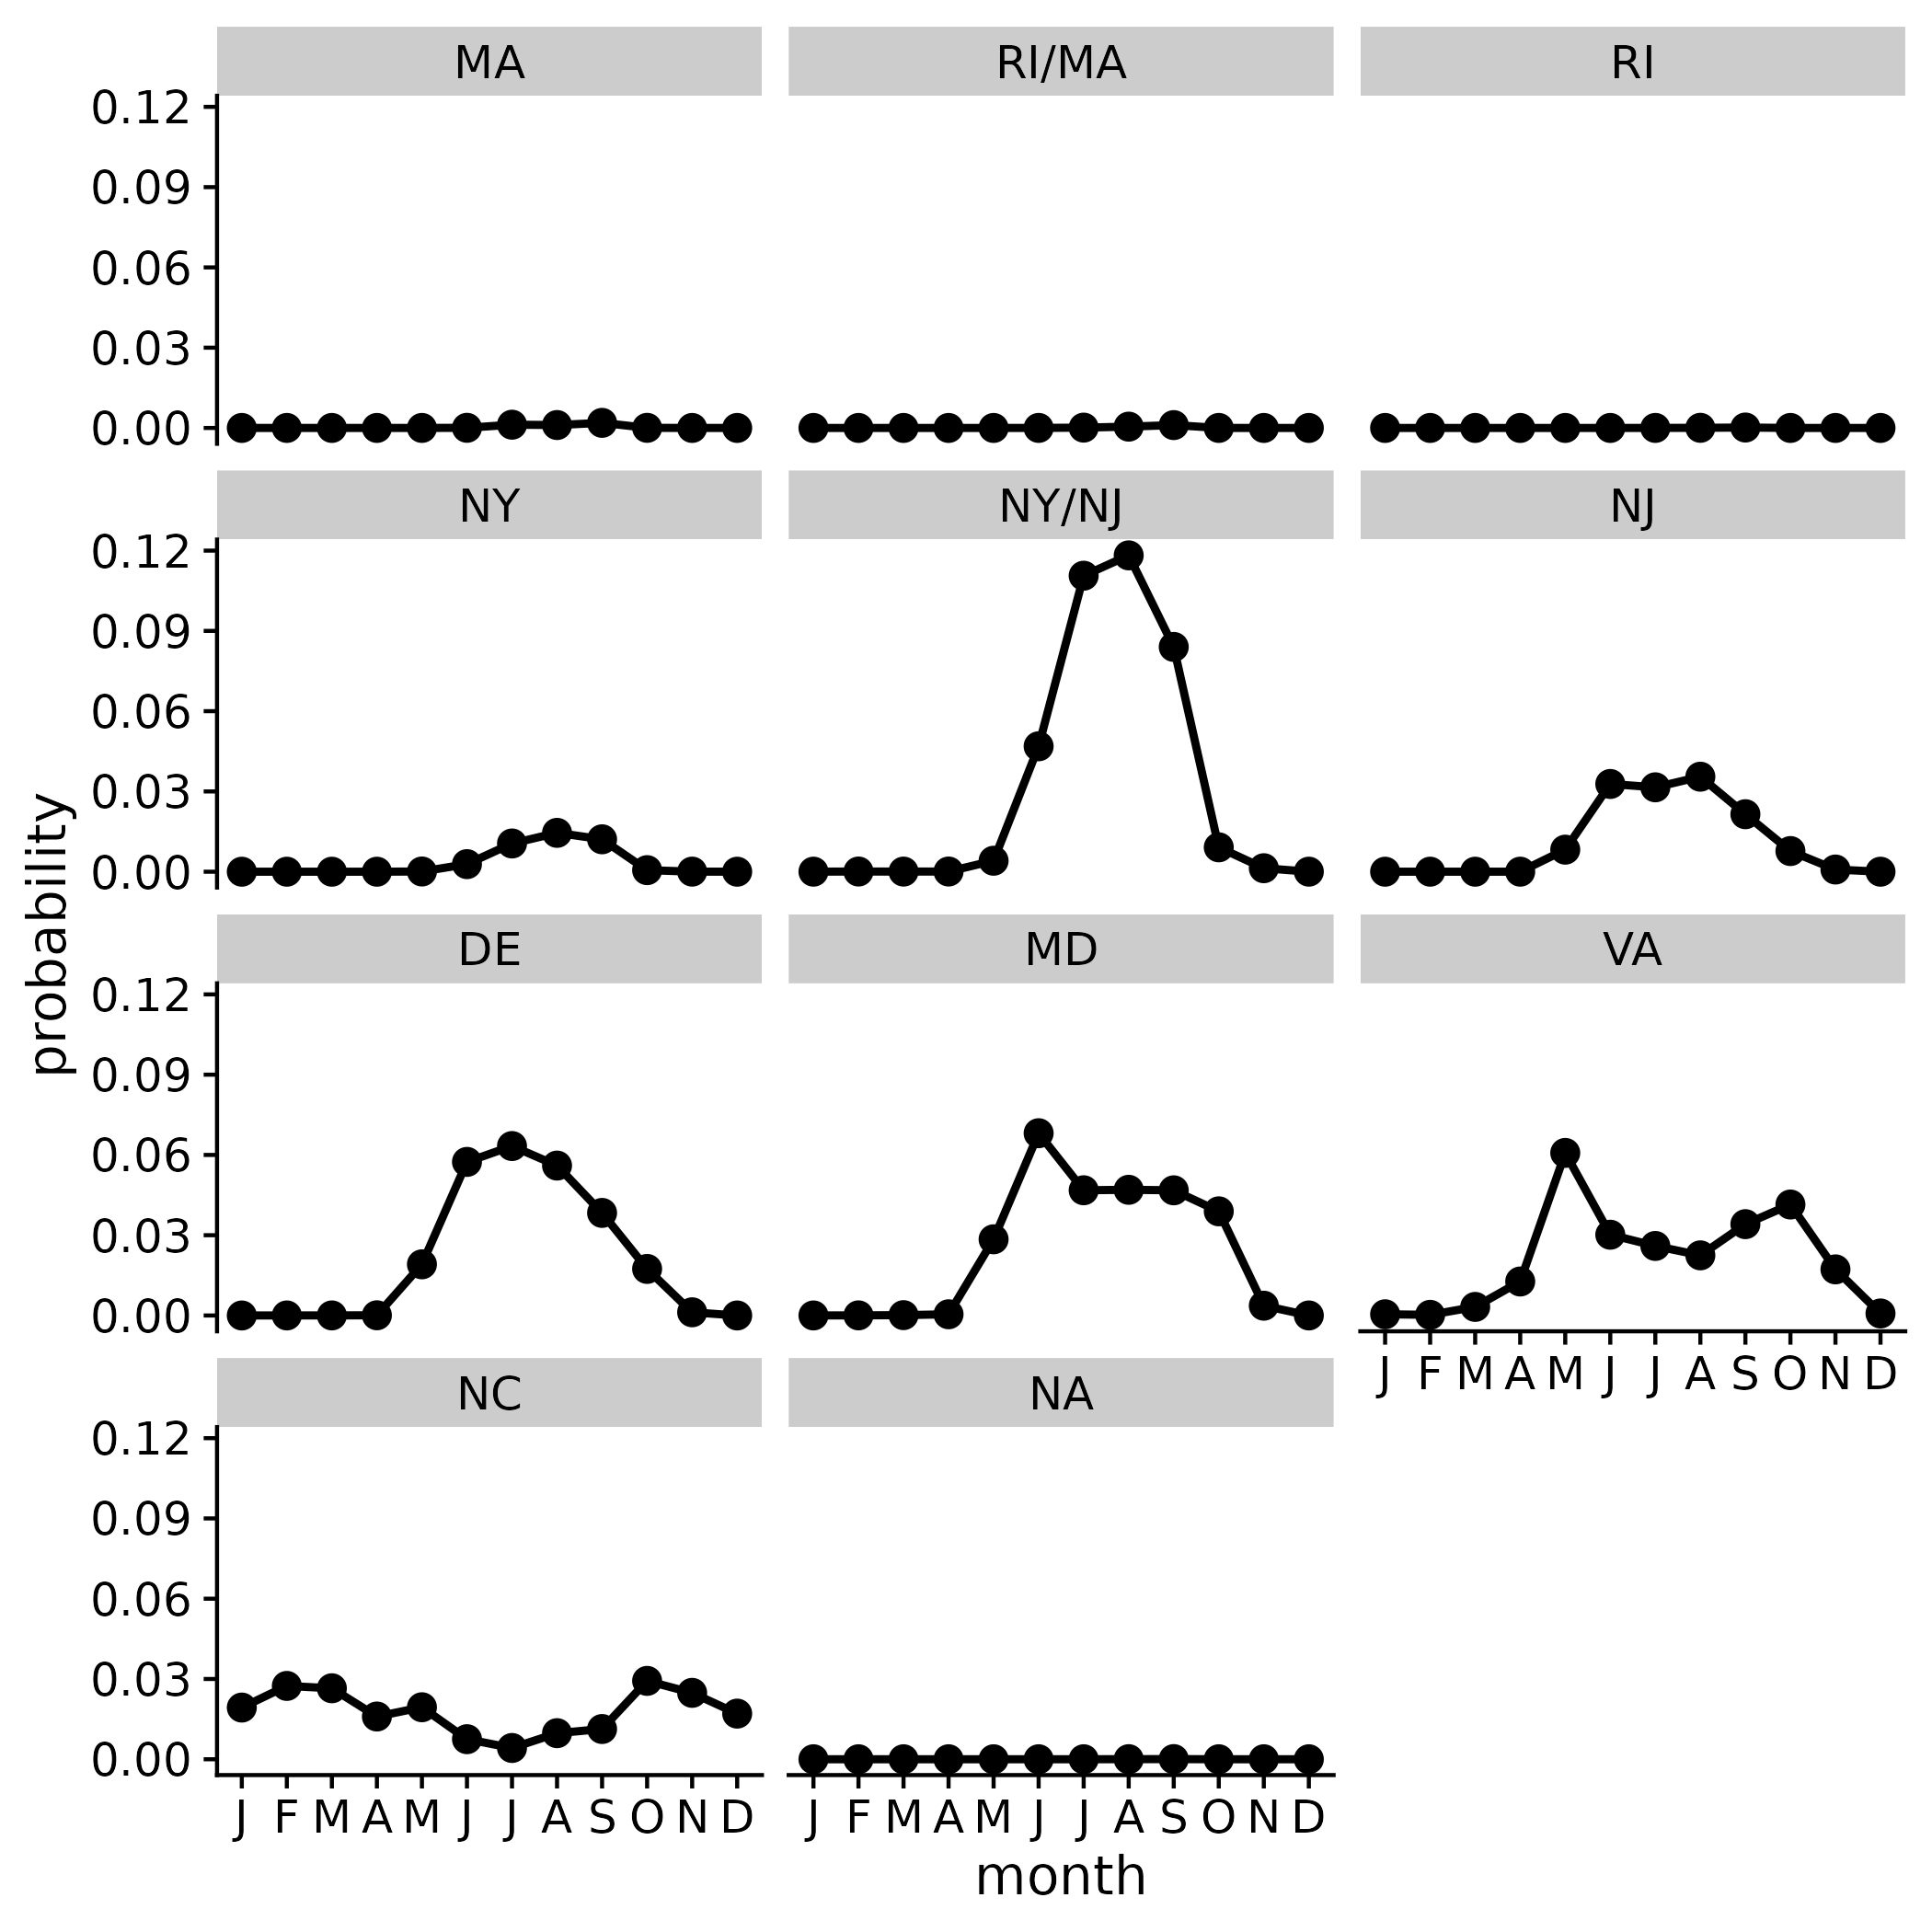 MA RI/MA RI
0.12
0.09
0.06
0.03
0.00
NY NY/NJ NJ
0.12
0.09
0.06
0.03
0.00
DE MD VA
0.12
0.09
0.06
0.03
0.00
J F M A M J J A S O N D
NC NA
0.12
0.09
0.06
0.03
0.00
J F M A M J J A S O N D J F M A M J J A S O N D
month
probability